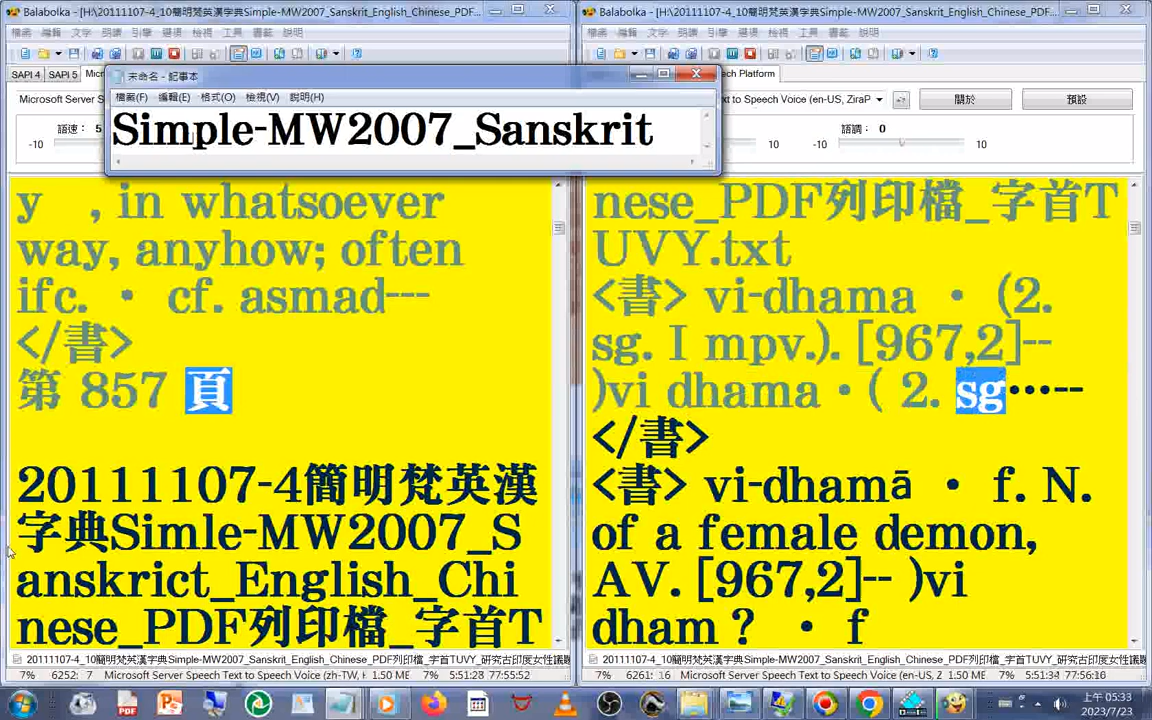 Balabolka - [H:\20111107-4_10簡明梵英漢字典Simple-MW2007_Sanskrit_English_Chinese_PDF...
檔案 編輯 文字 朗讀 引擎 選項 檢視 工具 書籤 說明
SAPI 4 SAPI 5
Microsoft Server S
語速： 5
-10
Balabolka - [H:\20111107-4_10簡明梵英漢字典Simple-MW2007_Sanskrit_English_Chinese_PDF...
檔案 編輯 文字 朗讀 引擎 選項 檢視 工具 書籤 說明
ech Platform
xt to Speech Voice (en-US, ZiraP
關於
預設
語調： 0
10
-10
10
未命名 - 記事本
檔案(F) 編輯(E) 格式(O) 檢視(V) 說明(H)
Simple-MW2007_Sanskrit
y , in whatsoever
way, anyhow; often
ifc. • cf. asmad---
</書>
第 857 頁
20111107-4簡明梵英漢
字典Simle-MW2007_S
anskrict_English_Chi
nese_PDF列印檔_字首T
nese_PDF列印檔_字首T
UVY.txt
<書> vi-dhama • (2.
sg. I mpv.). [967,2]--
)vi dhama•( 2. sg•••--
</書>
<書> vi-dhamā • f. N.
of a female demon,
AV. [967,2]-- )vi
dham？ • f
20111107-4_10簡明梵英漢字典Simple-MW2007_Sanskrit_English_Chinese_PDF列印檔_字首TUVY_研究古印度女性議題
7% 6252: 7 Microsoft Server Speech Text to Speech Voice (zh-TW, H 1.50 ME 7% 5:51:28 77:55:52
20111107-4_10簡明梵英漢字典Simple-MW2007_Sanskrit_English_Chinese_PDF列印檔_字首TUVY_研究古印度女性議題
7% 6261: 16 Microsoft Server Speech Text to Speech Voice (en-US, Z 1.50 ME 7% 5:51:34 77:56:16
上午 05:33
2023/7/23